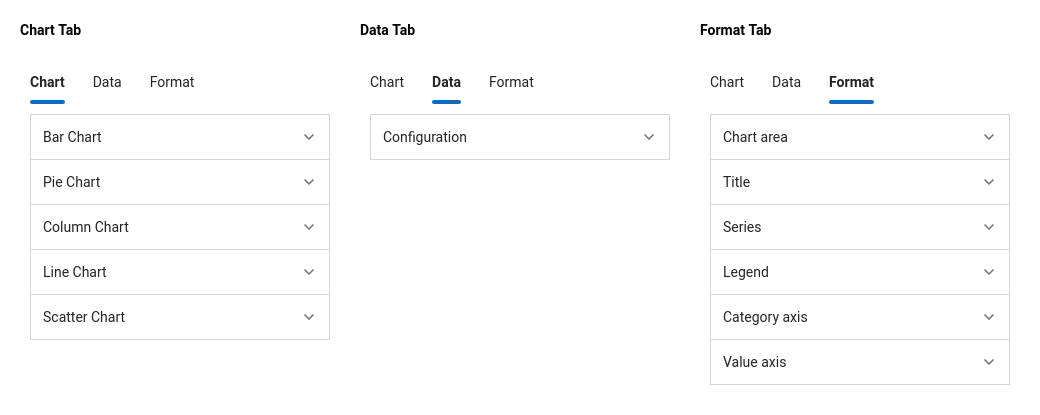 Chart Tab
Chart Data Format
Bar Chart
Pie Chart
Column Chart
Line Chart
Scatter Chart
Data Tab
Chart Data Format
Configuration
Format Tab
Chart Data Format
Chart area
Title
Series
Legend
Category axis
Value axis